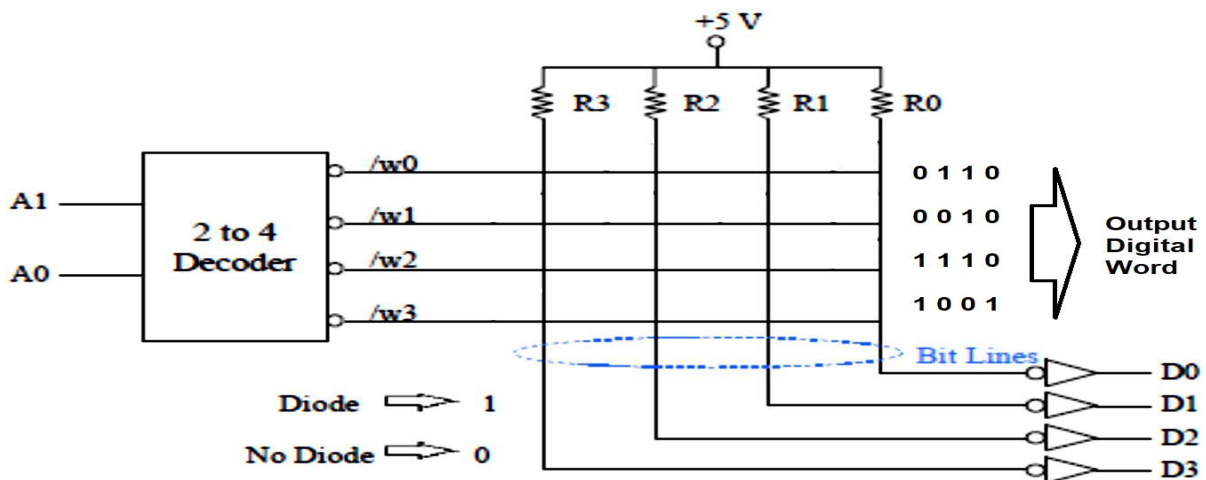 +5 V
R3 R2 R1 R0
/w0
0 1 1 0
A1
/w1
0 0 1 0
2 to 4
Decoder
Output
Digital
Word
A0
/w2
1 1 1 0
/w3
1 0 0 1
Bit Lines
D0
Diode 1
D1
D2
No Diode 0
D3